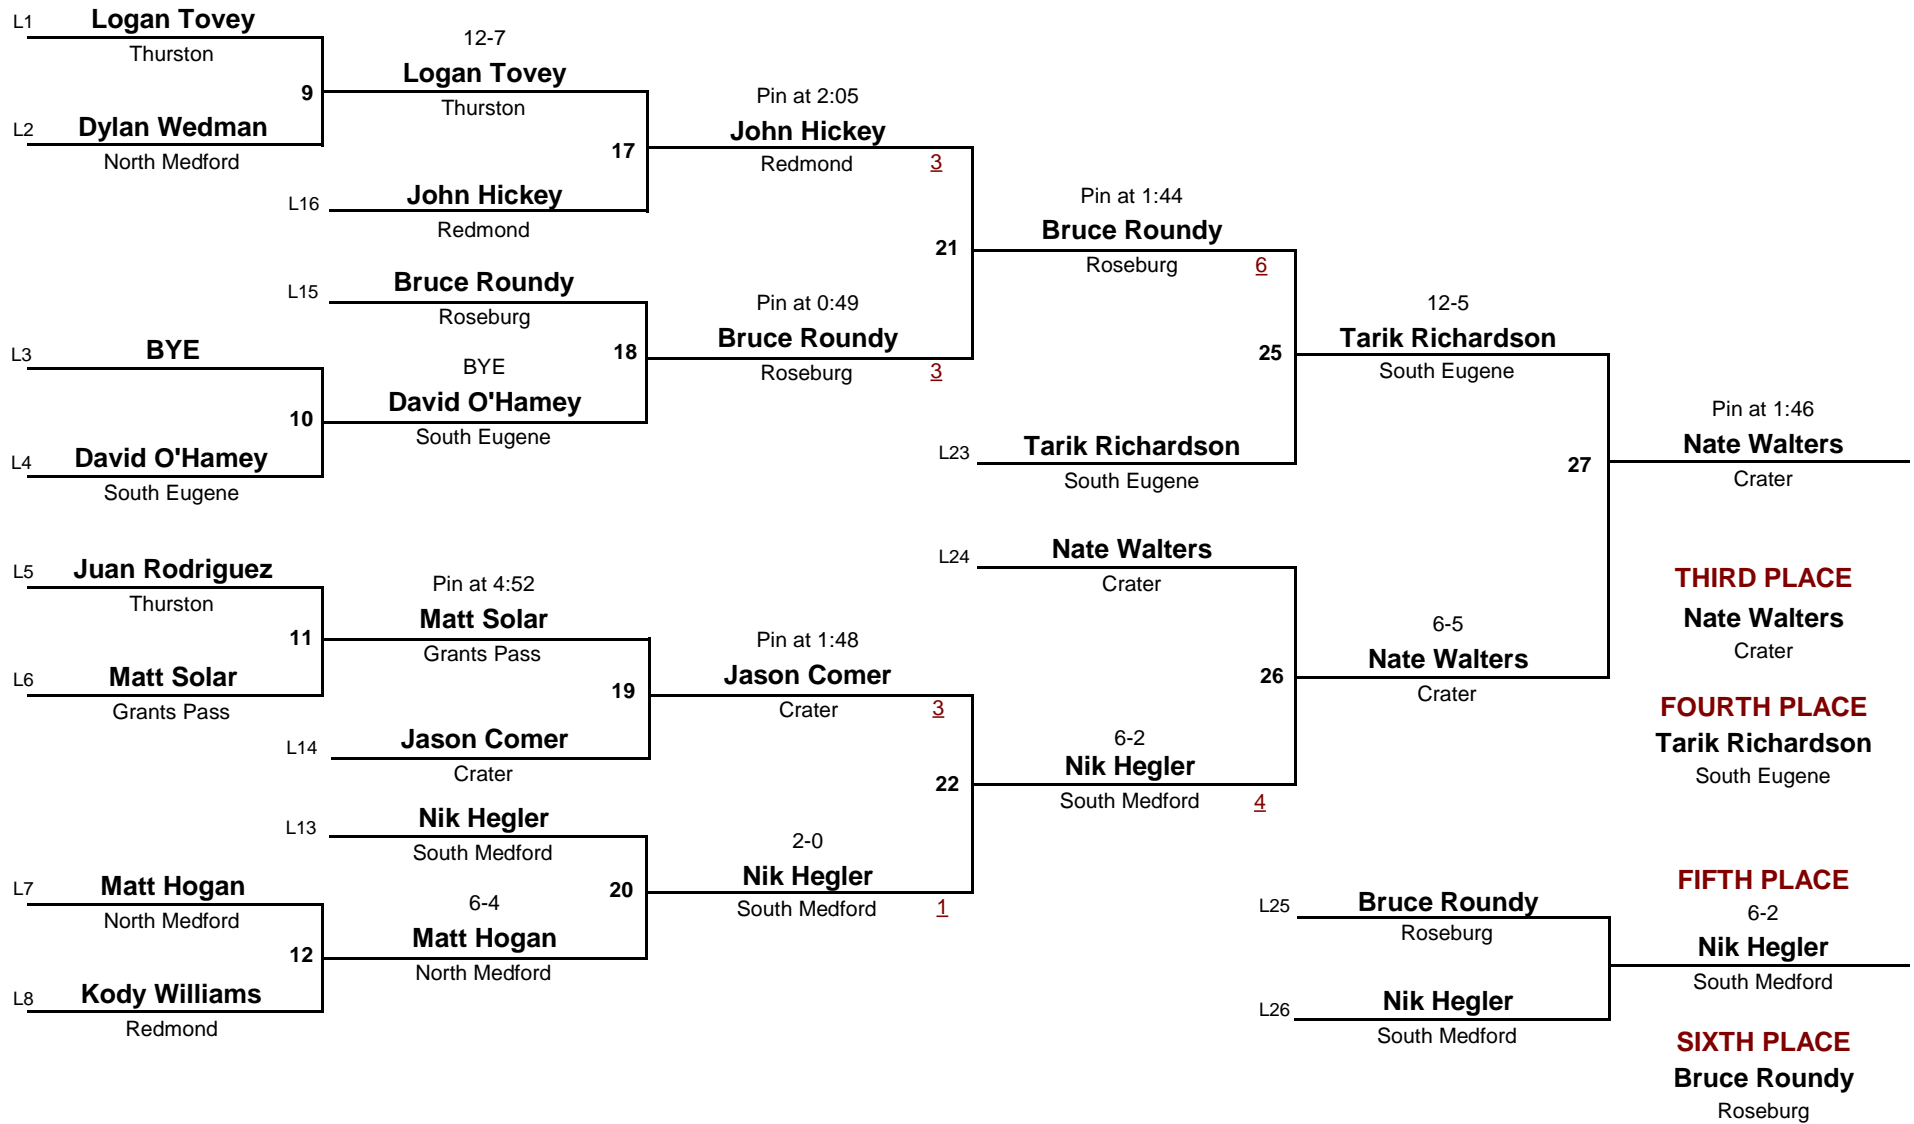 L1 Logan Tovey
Thurston
9
L2 Dylan Wedman
North Medford
12-7
Logan Tovey
Thurston
17
L16 John Hickey
Redmond
Pin at 2:05
John Hickey
Redmond 3
L15 Bruce Roundy
Roseburg
L3 BYE
10
L4 David O'Hamey
South Eugene
BYE
David O'Hamey
South Eugene
18
Pin at 0:49
Bruce Roundy
Roseburg 3
21
Pin at 1:44
Bruce Roundy
Roseburg 6
25
L23 Tarik Richardson
South Eugene
12-5
Tarik Richardson
South Eugene
27
Pin at 1:46
Nate Walters
Crater
L5 Juan Rodriguez
Thurston
11
L6 Matt Solar
Grants Pass
Pin at 4:52
Matt Solar
Grants Pass
19
L14 Jason Comer
Crater
Pin at 1:48
Jason Comer
Crater 3
L13 Nik Hegler
South Medford
L7 Matt Hogan
North Medford
12
L8 Kody Williams
Redmond
6-4
Matt Hogan
North Medford
20
2-0
Nik Hegler
South Medford 1
22
L24 Nate Walters
Crater
26
6-2
Nik Hegler
South Medford 4
6-5
Nate Walters
Crater
THIRD PLACE
Nate Walters
Crater
FOURTH PLACE
Tarik Richardson
South Eugene
L25 Bruce Roundy
Roseburg
L26 Nik Hegler
South Medford
FIFTH PLACE
6-2
Nik Hegler
South Medford
SIXTH PLACE
Bruce Roundy
Roseburg